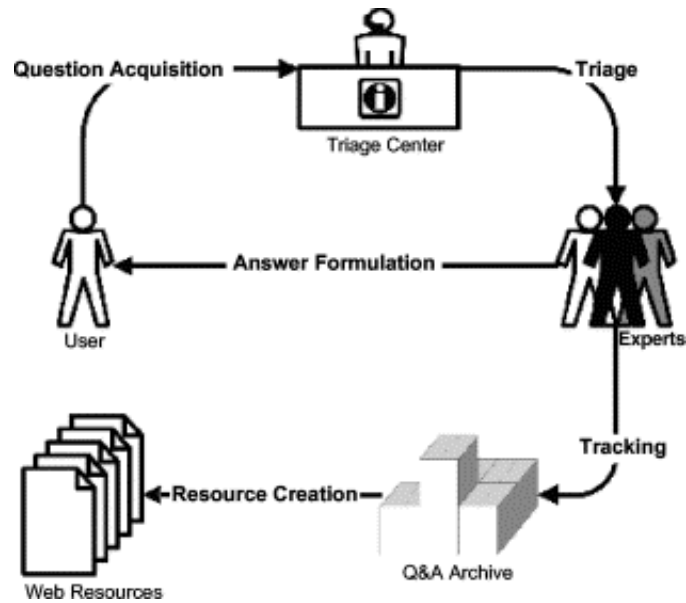 Question Acquisition
Triage
i
Triage Center
Answer Formulation
User
Experts
Tracking
Resource Creation
Q&A Archive
Web Resources